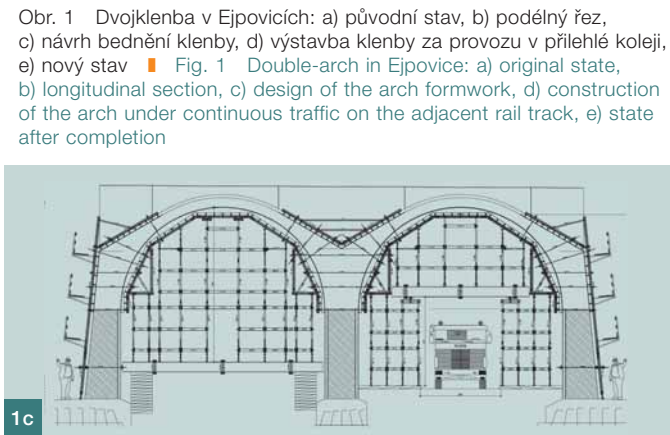 Obr. 1 Dvojklenba v Ejpovicích: a) původní stav, b) podélný řez,
c) návrh bednění klenby, d) výstavba klenby za provozu v přilehlé koleji,
e) nový stav ▮ Fig. 1 Double-arch in Ejpovice: a) original state,
b) longitudinal section, c) design of the arch formwork, d) construction
of the arch under continuous traffic on the adjacent rail track, e) state
after completion
1c